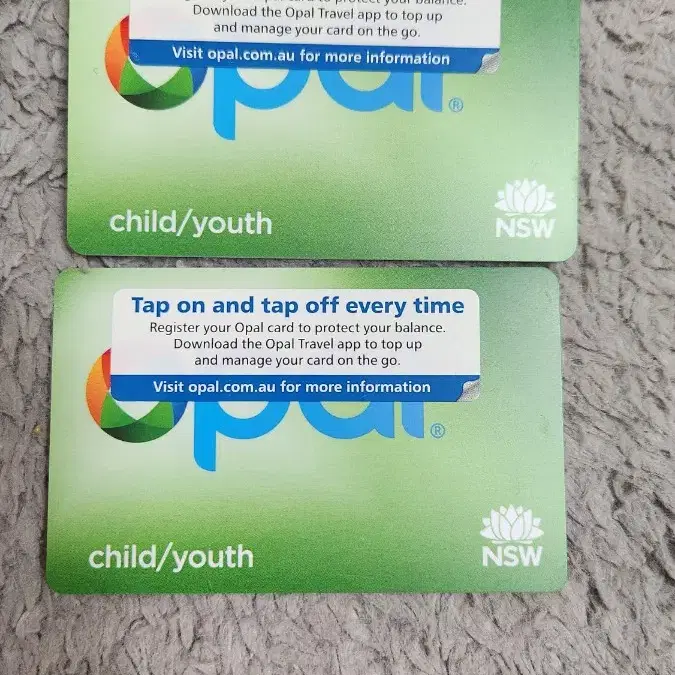 Download the Opal Travel app to top up
and manage your card on the go.
Visit opal.com.au for more information
opal®
child/youth
NSW
Tap on and tap off every time
Register your Opal card to protect your balance.
Download the Opal Travel app to top up
and manage your card on the go.
Visit opal.com.au for more information
opal®
child/youth
NSW